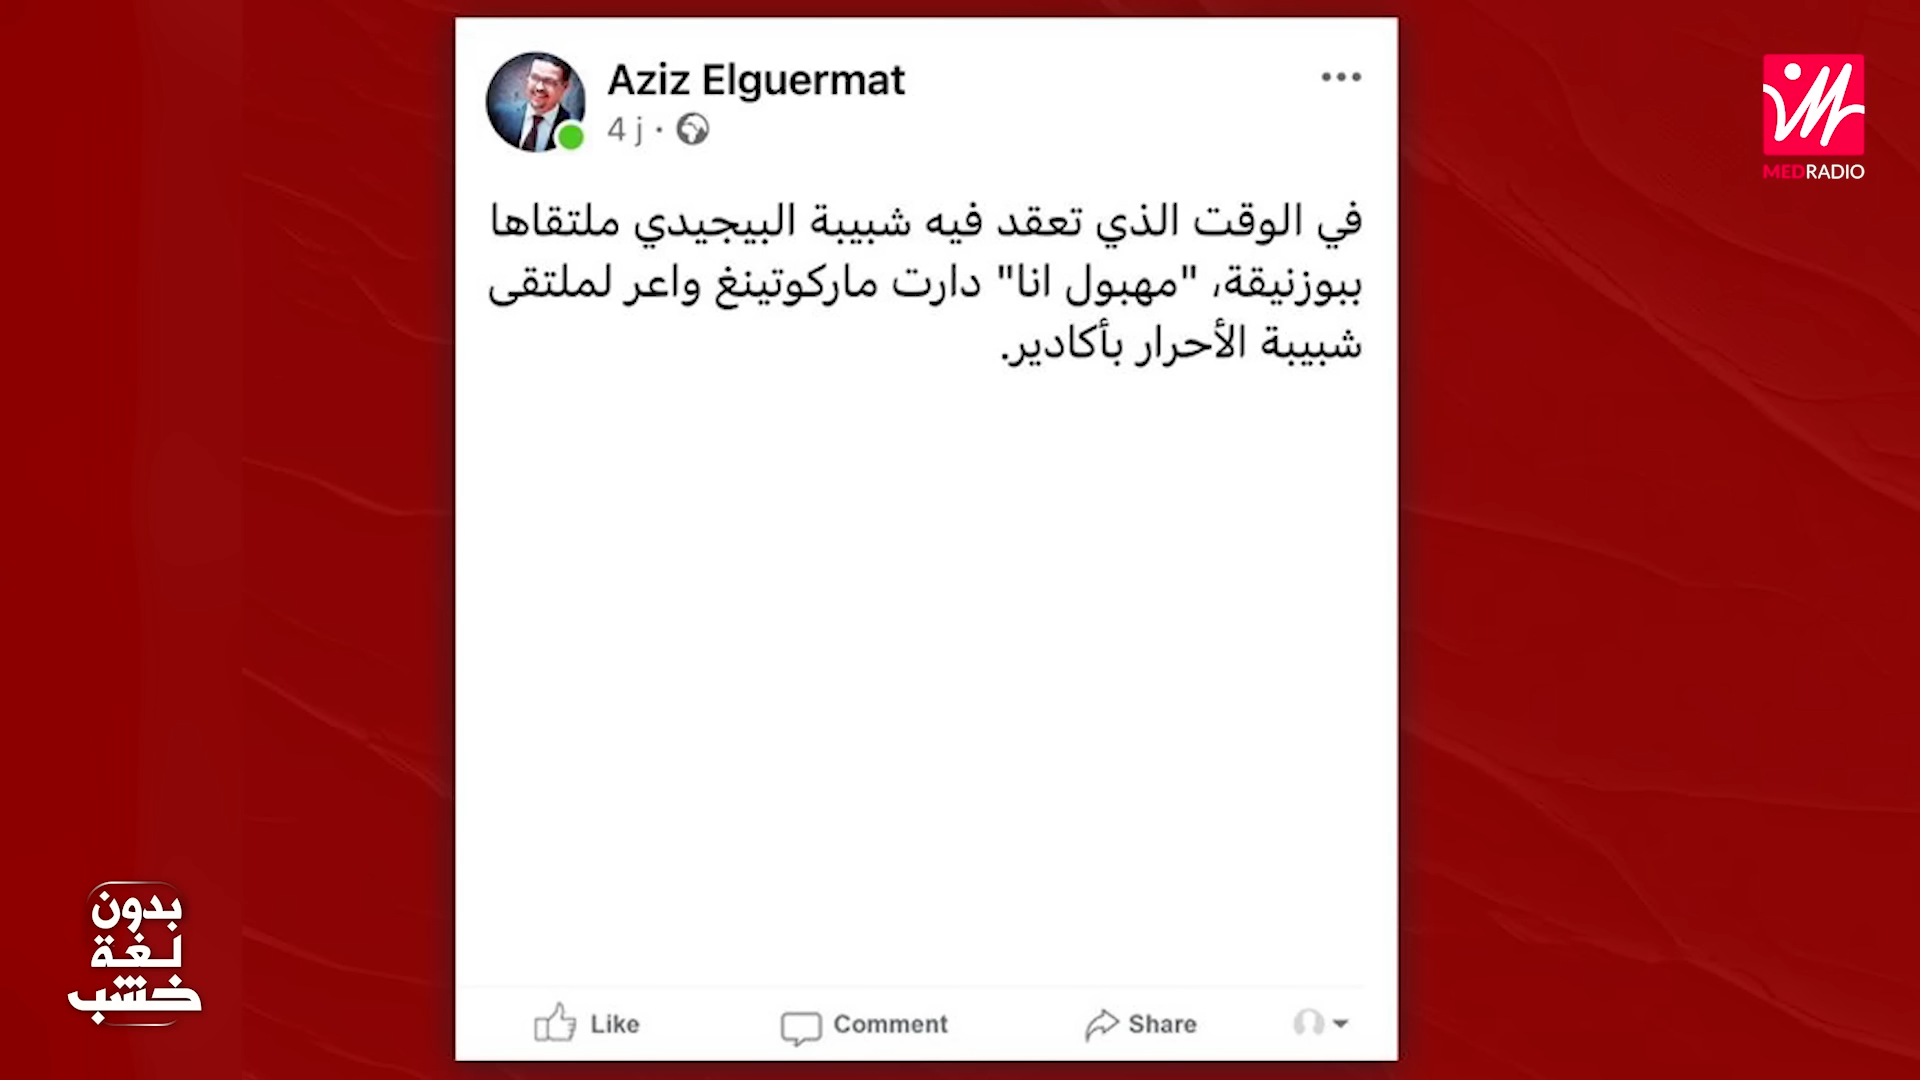 Aziz Elguermat
4 j ·
MEDRADIO
في الوقت الذي تعقد فيه شبيبة البيجيدي ملتقاها
ببوزنيقة، "مهبول انا" دارت ماركوتينغ واعر لملتقى
شبيبة الأحرار بأكادير.
بدون
لغة
خشب
Like
Comment
Share